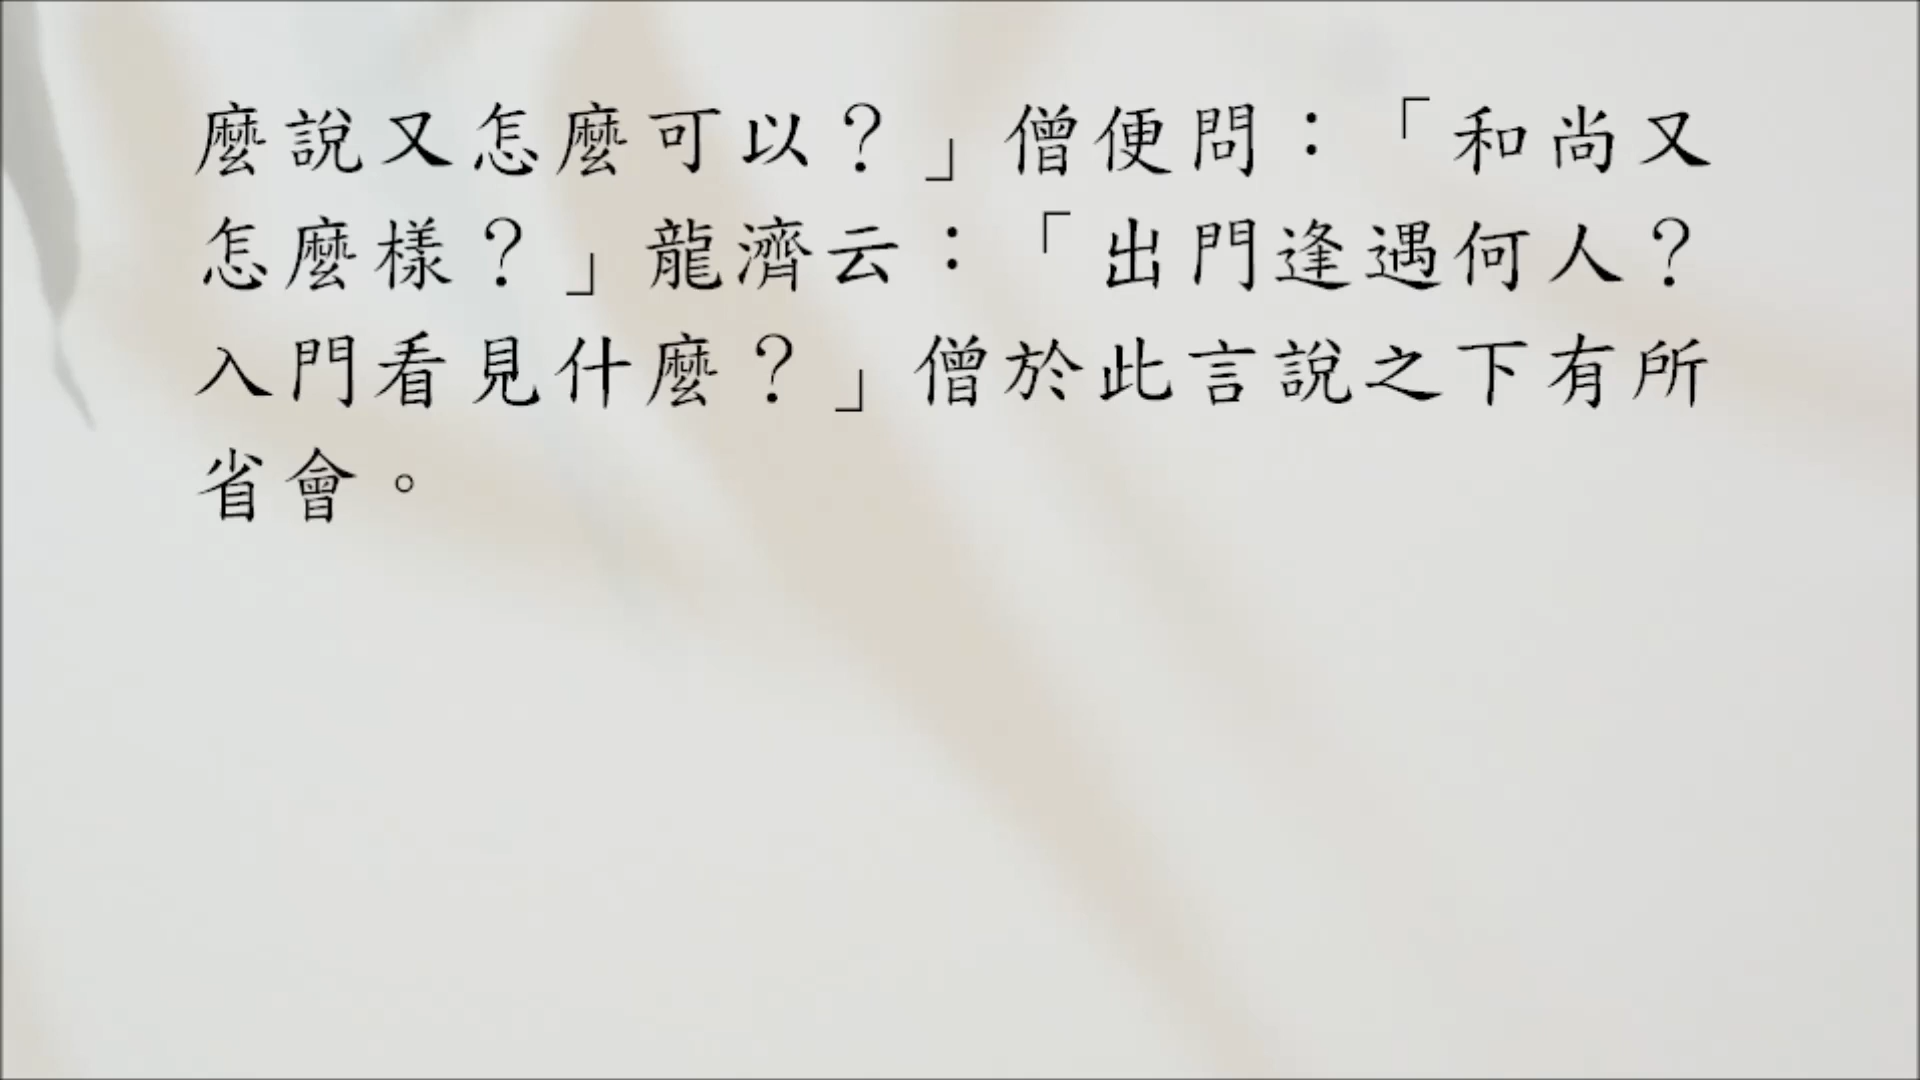 麼說又怎麼可以？」僧便問：「和尚又
怎麼樣？」龍濟云：「出門逢遇何人？
入門看見什麼？」僧於此言說之下有所
省會。